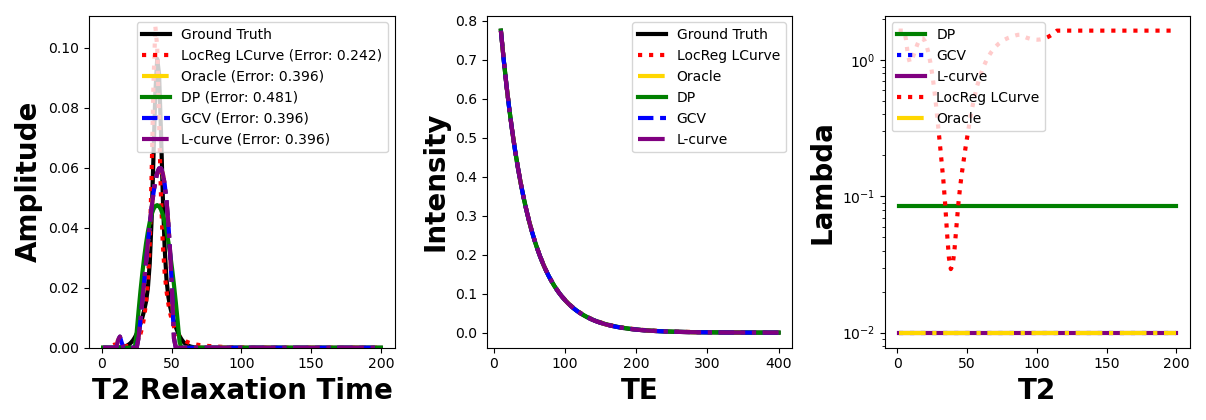 Amplitude
0.10
0.08
0.06
0.04
0.02
0.00
Ground Truth
LocReg LCurve (Error: 0.242)
Oracle (Error: 0.396)
DP (Error: 0.481)
GCV (Error: 0.396)
L-curve (Error: 0.396)
0 50 100 150 200
T2 Relaxation Time
Intensity
0.8
0.7
0.6
0.5
0.4
0.3
0.2
0.1
0.0
Ground Truth
LocReg LCurve
Oracle
DP
GCV
L-curve
0 100 200 300 400
TE
Lambda
10⁰
10⁻¹
10⁻²
DP
GCV
L-curve
LocReg LCurve
Oracle
0 50 100 150 200
T2